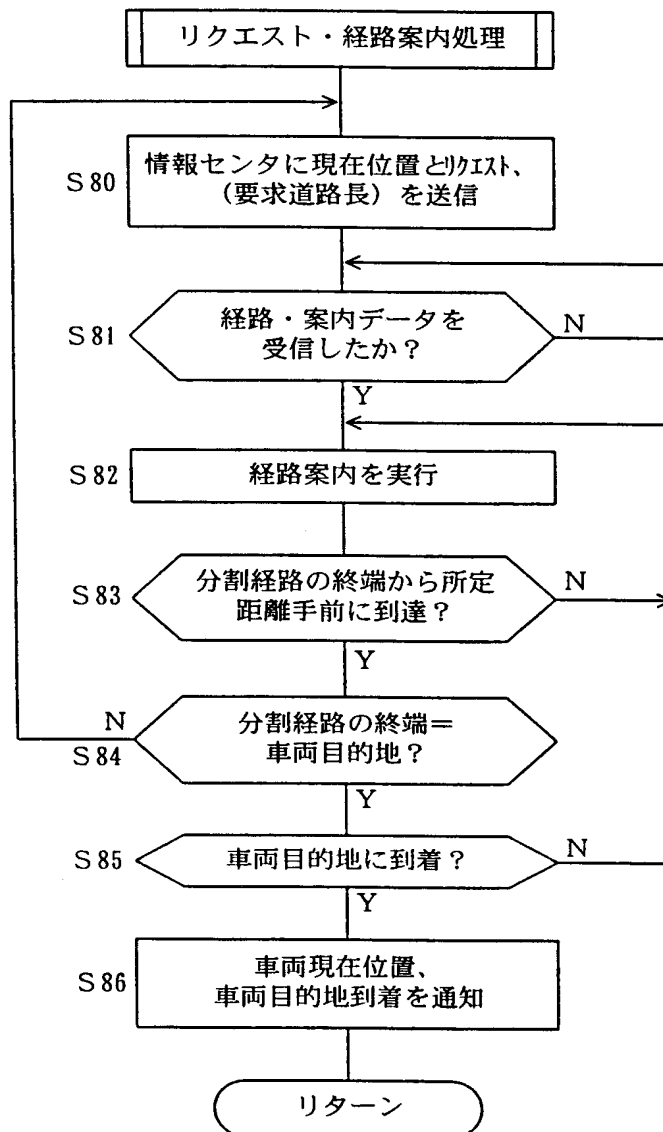 リクエスト・経路案内処理
S80
情報センタに現在位置とリクエスト、
(要求道路長)を送信
S81
経路・案内データを
受信したか?
N
Y
S82
経路案内を実行
S83
分割経路の終端から所定
距離手前に到達?
N
Y
N
S84
分割経路の終端=
車両目的地?
Y
S85
車両目的地に到着?
N
Y
S86
車両現在位置、
車両目的地到着を通知
リターン